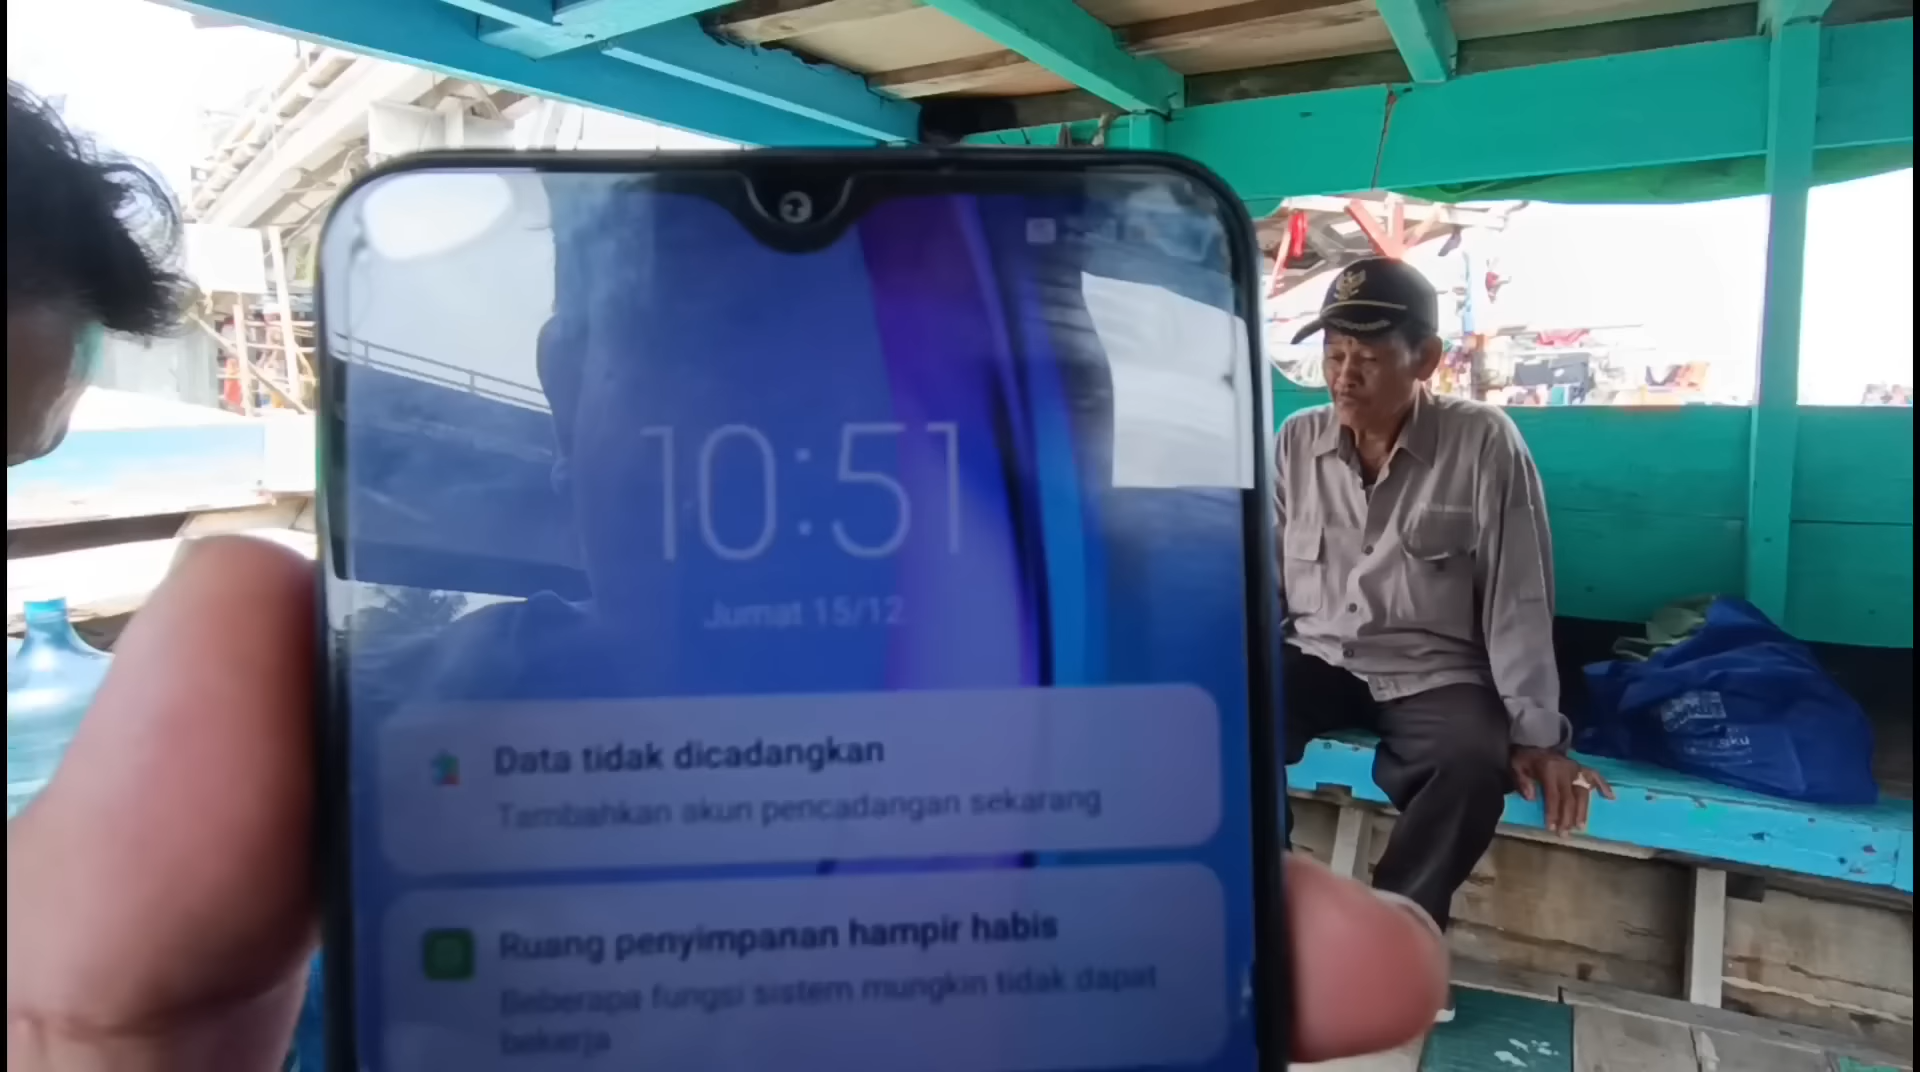 10:51
Jumat 15/12
Data tidak dicadangkan
Tambahkan akun pencadangan sekarang
Ruang penyimpanan hampir habis
Beberapa fungsi sistem mungkin tidak dapat
bekerja